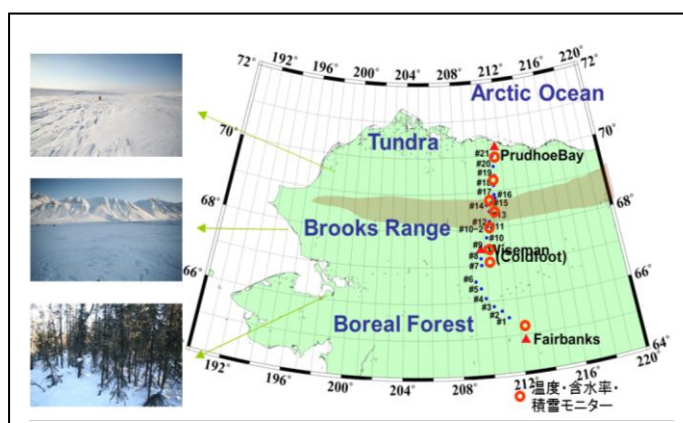 192° 196° 200° 204° 208° 212° 216° 220°
72° 72°
Arctic Ocean
70° 70°
Tundra
#21 PrudhoeBay
#20
#19
#18
#17 #16
#14 #15
#13
68° 68°
Brooks Range
#12 #11
#10-2 #10
#9 Wiseman
#8 (Coldfoot)
#7
66° 66°
#6
#5
#4
#3
#2
#1
Boreal Forest
Fairbanks
64° 64°
192° 196° 200° 204° 208° 212° 216° 220°
温度・含水率・
積雪モニター